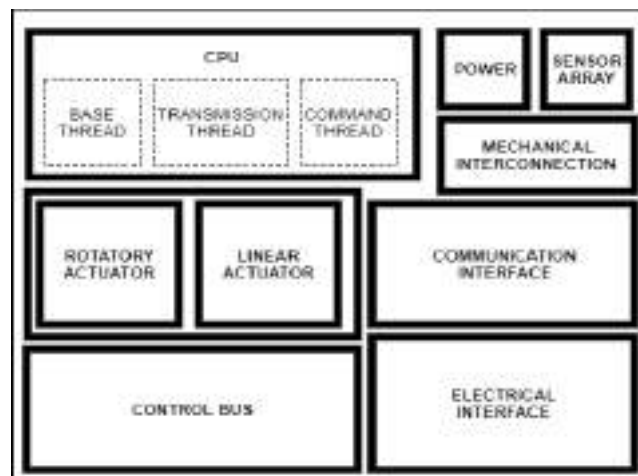 CPU
BASE
THREAD
TRANSMISSION
THREAD
COMMAND
THREAD
POWER
SENSOR
ARRAY
MECHANICAL
INTERCONNECTION
ROTATORY
ACTUATOR
LINEAR
ACTUATOR
COMMUNICATION
INTERFACE
CONTROL BUS
ELECTRICAL
INTERFACE